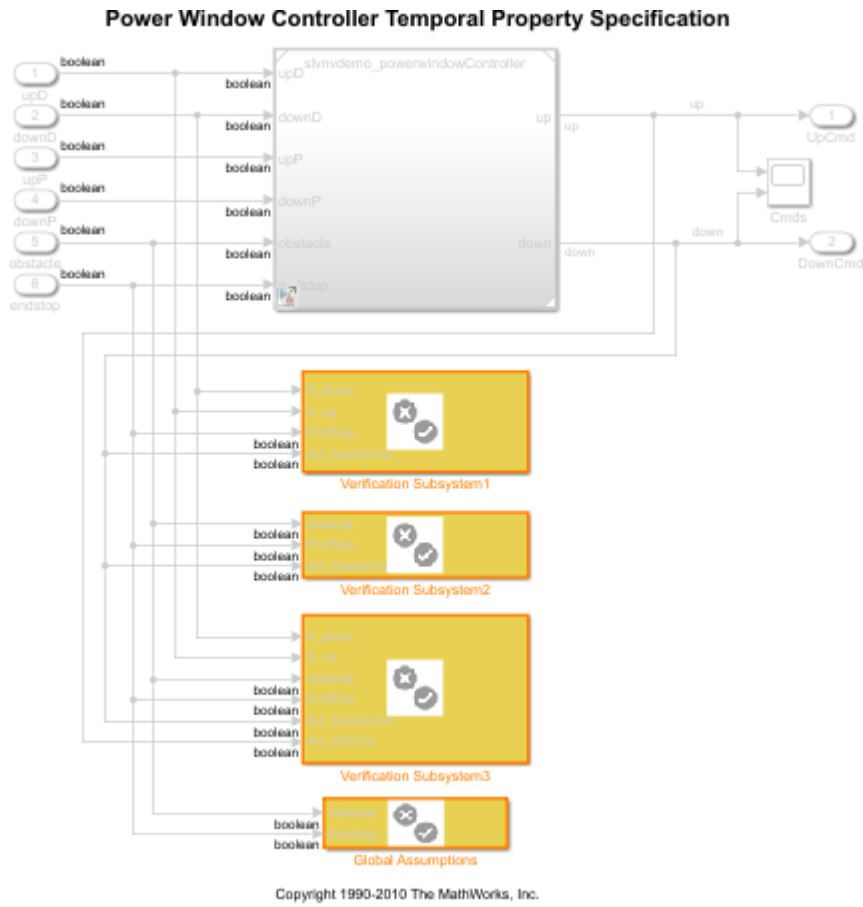 Power Window Controller Temporal Property Specification
boolean
1
upD
boolean
2
downD
boolean
3
upP
boolean
4
downP
boolean
5
obstacle
boolean
6
endstop
slvnvdemo_powerwindowController
boolean
upD
boolean
downD
boolean
upP
boolean
downP
boolean
obstacle
boolean
up
up
up
1
UpCmd
Cmds
down
down
down
2
DownCmd
boolean
boolean
Verification Subsystem1
boolean
boolean
boolean
Verification Subsystem2
boolean
boolean
boolean
boolean
Verification Subsystem3
boolean
boolean
Global Assumptions
Copyright 1990-2010 The MathWorks, Inc.